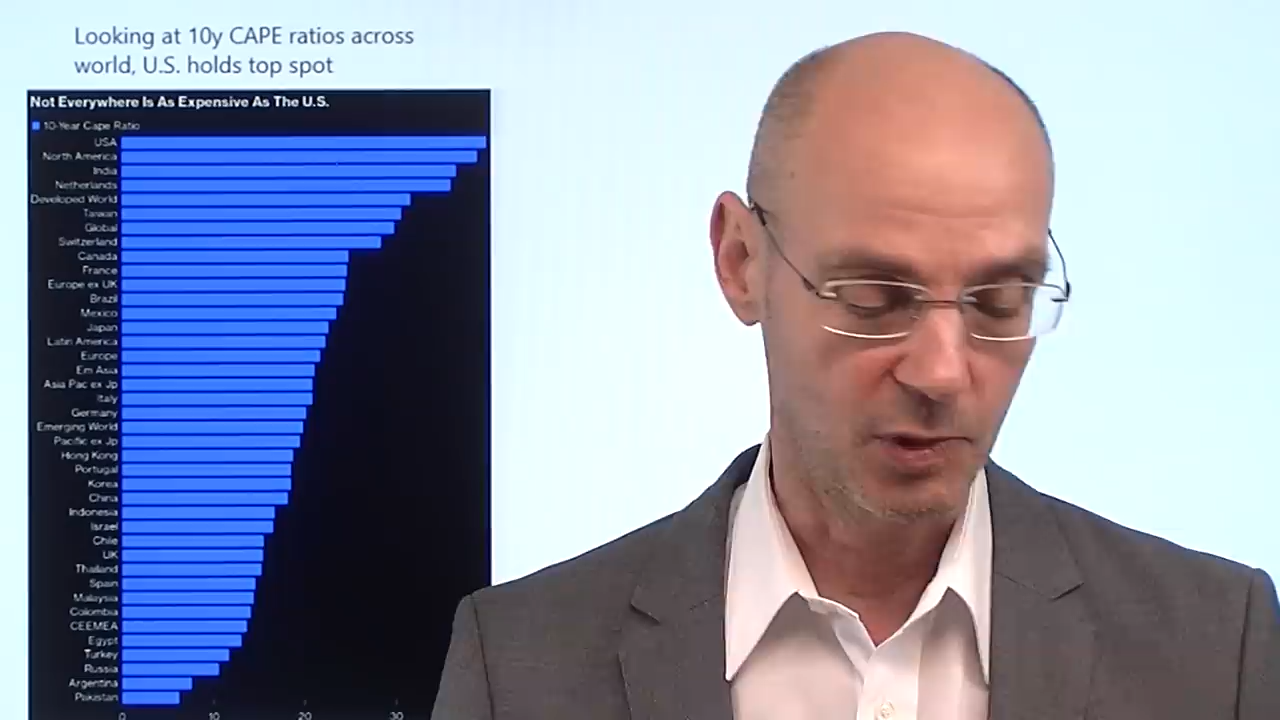 Looking at 10y CAPE ratios across
world, U.S. holds top spot
Not Everywhere Is As Expensive As The U.S.
10-Year Cape Ratio
USA
North America
India
Netherlands
Developed World
Taiwan
Global
Switzerland
Canada
France
Europe ex UK
Brazil
Mexico
Japan
Latin America
Europe
Em Asia
Asia Pac ex Jp
Italy
Germany
Emerging World
Pacific ex Jp
Hong Kong
Portugal
Korea
China
Indonesia
Israel
Chile
UK
Thailand
Spain
Malaysia
Colombia
CEEMEA
Egypt
Turkey
Russia
Argentina
Pakistan
0 10 20 30